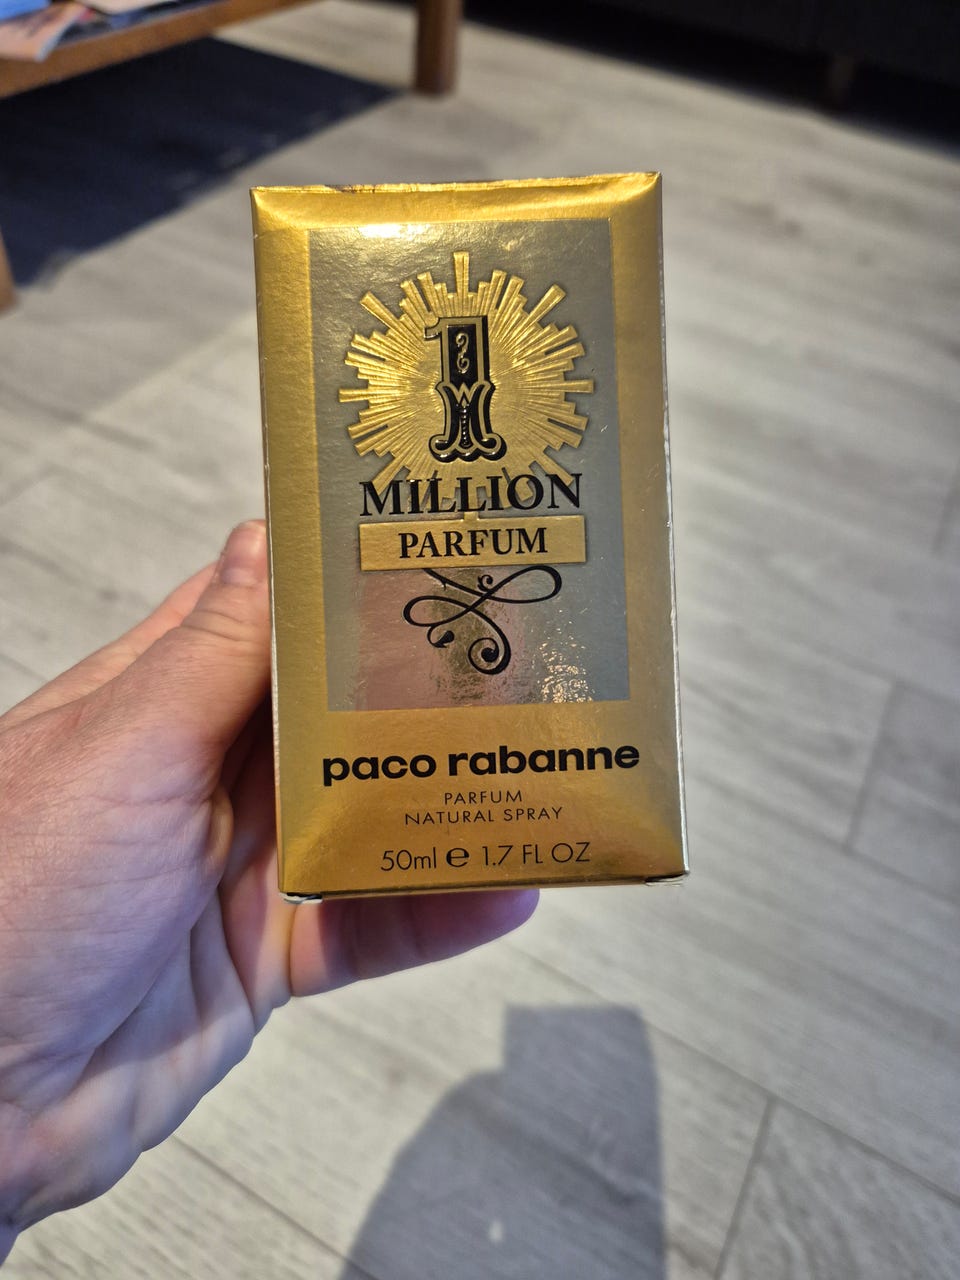 1
MILLION
PARFUM
paco rabanne
PARFUM
NATURAL SPRAY
50ml ℮ 1.7 FL OZ